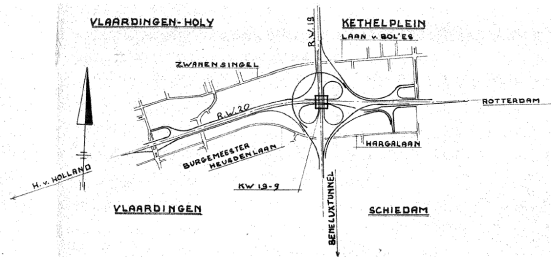 VLAARDINGEN-HOLY
KETHELPLEIN
R.W. 19
LAAN v. BOL'ES
ZWANENSINGEL
R.W. 20
ROTTERDAM
BURGEMEESTER
HEUSDENLAAN
HARGALAAN
H. v. HOLLAND
KW 19-9
VLAARDINGEN
SCHIEDAM
BENELUXTUNNEL